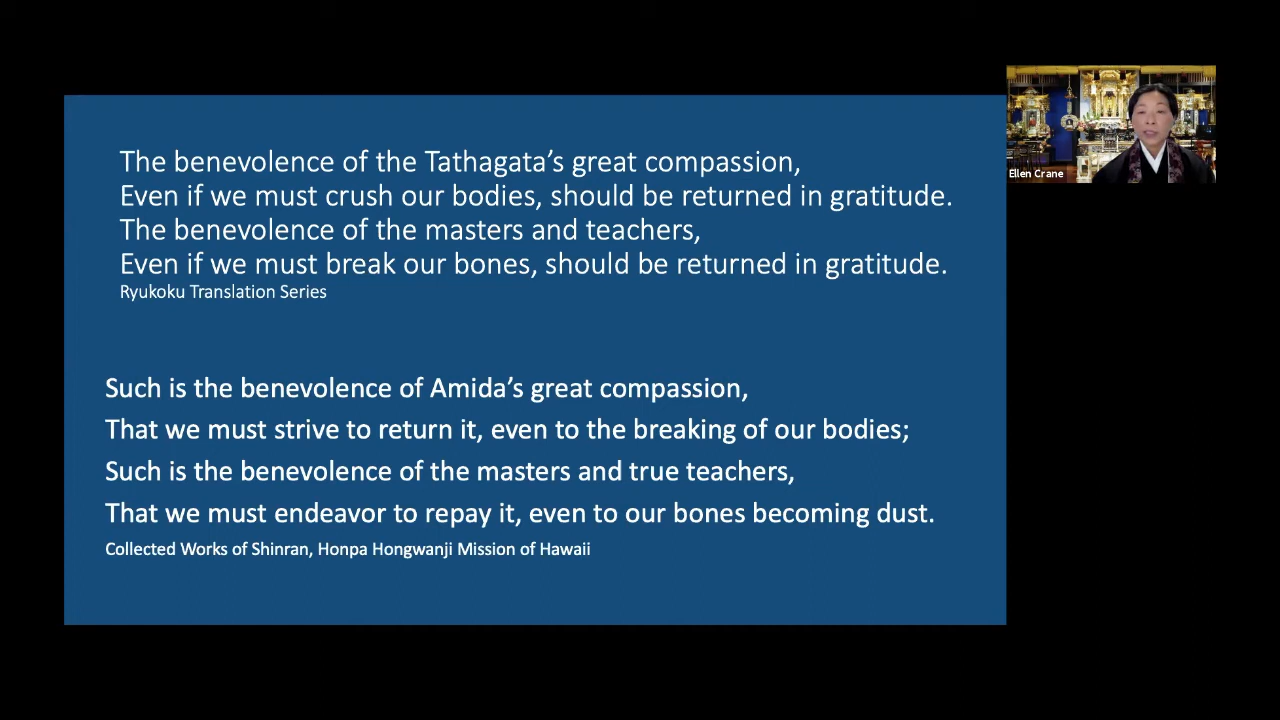 The benevolence of the Tathagata’s great compassion,
Even if we must crush our bodies, should be returned in gratitude.
The benevolence of the masters and teachers,
Even if we must break our bones, should be returned in gratitude.
Ryukoku Translation Series
Such is the benevolence of Amida’s great compassion,
That we must strive to return it, even to the breaking of our bodies;
Such is the benevolence of the masters and true teachers,
That we must endeavor to repay it, even to our bones becoming dust.
Collected Works of Shinran, Honpa Hongwanji Mission of Hawaii
Ellen Crane